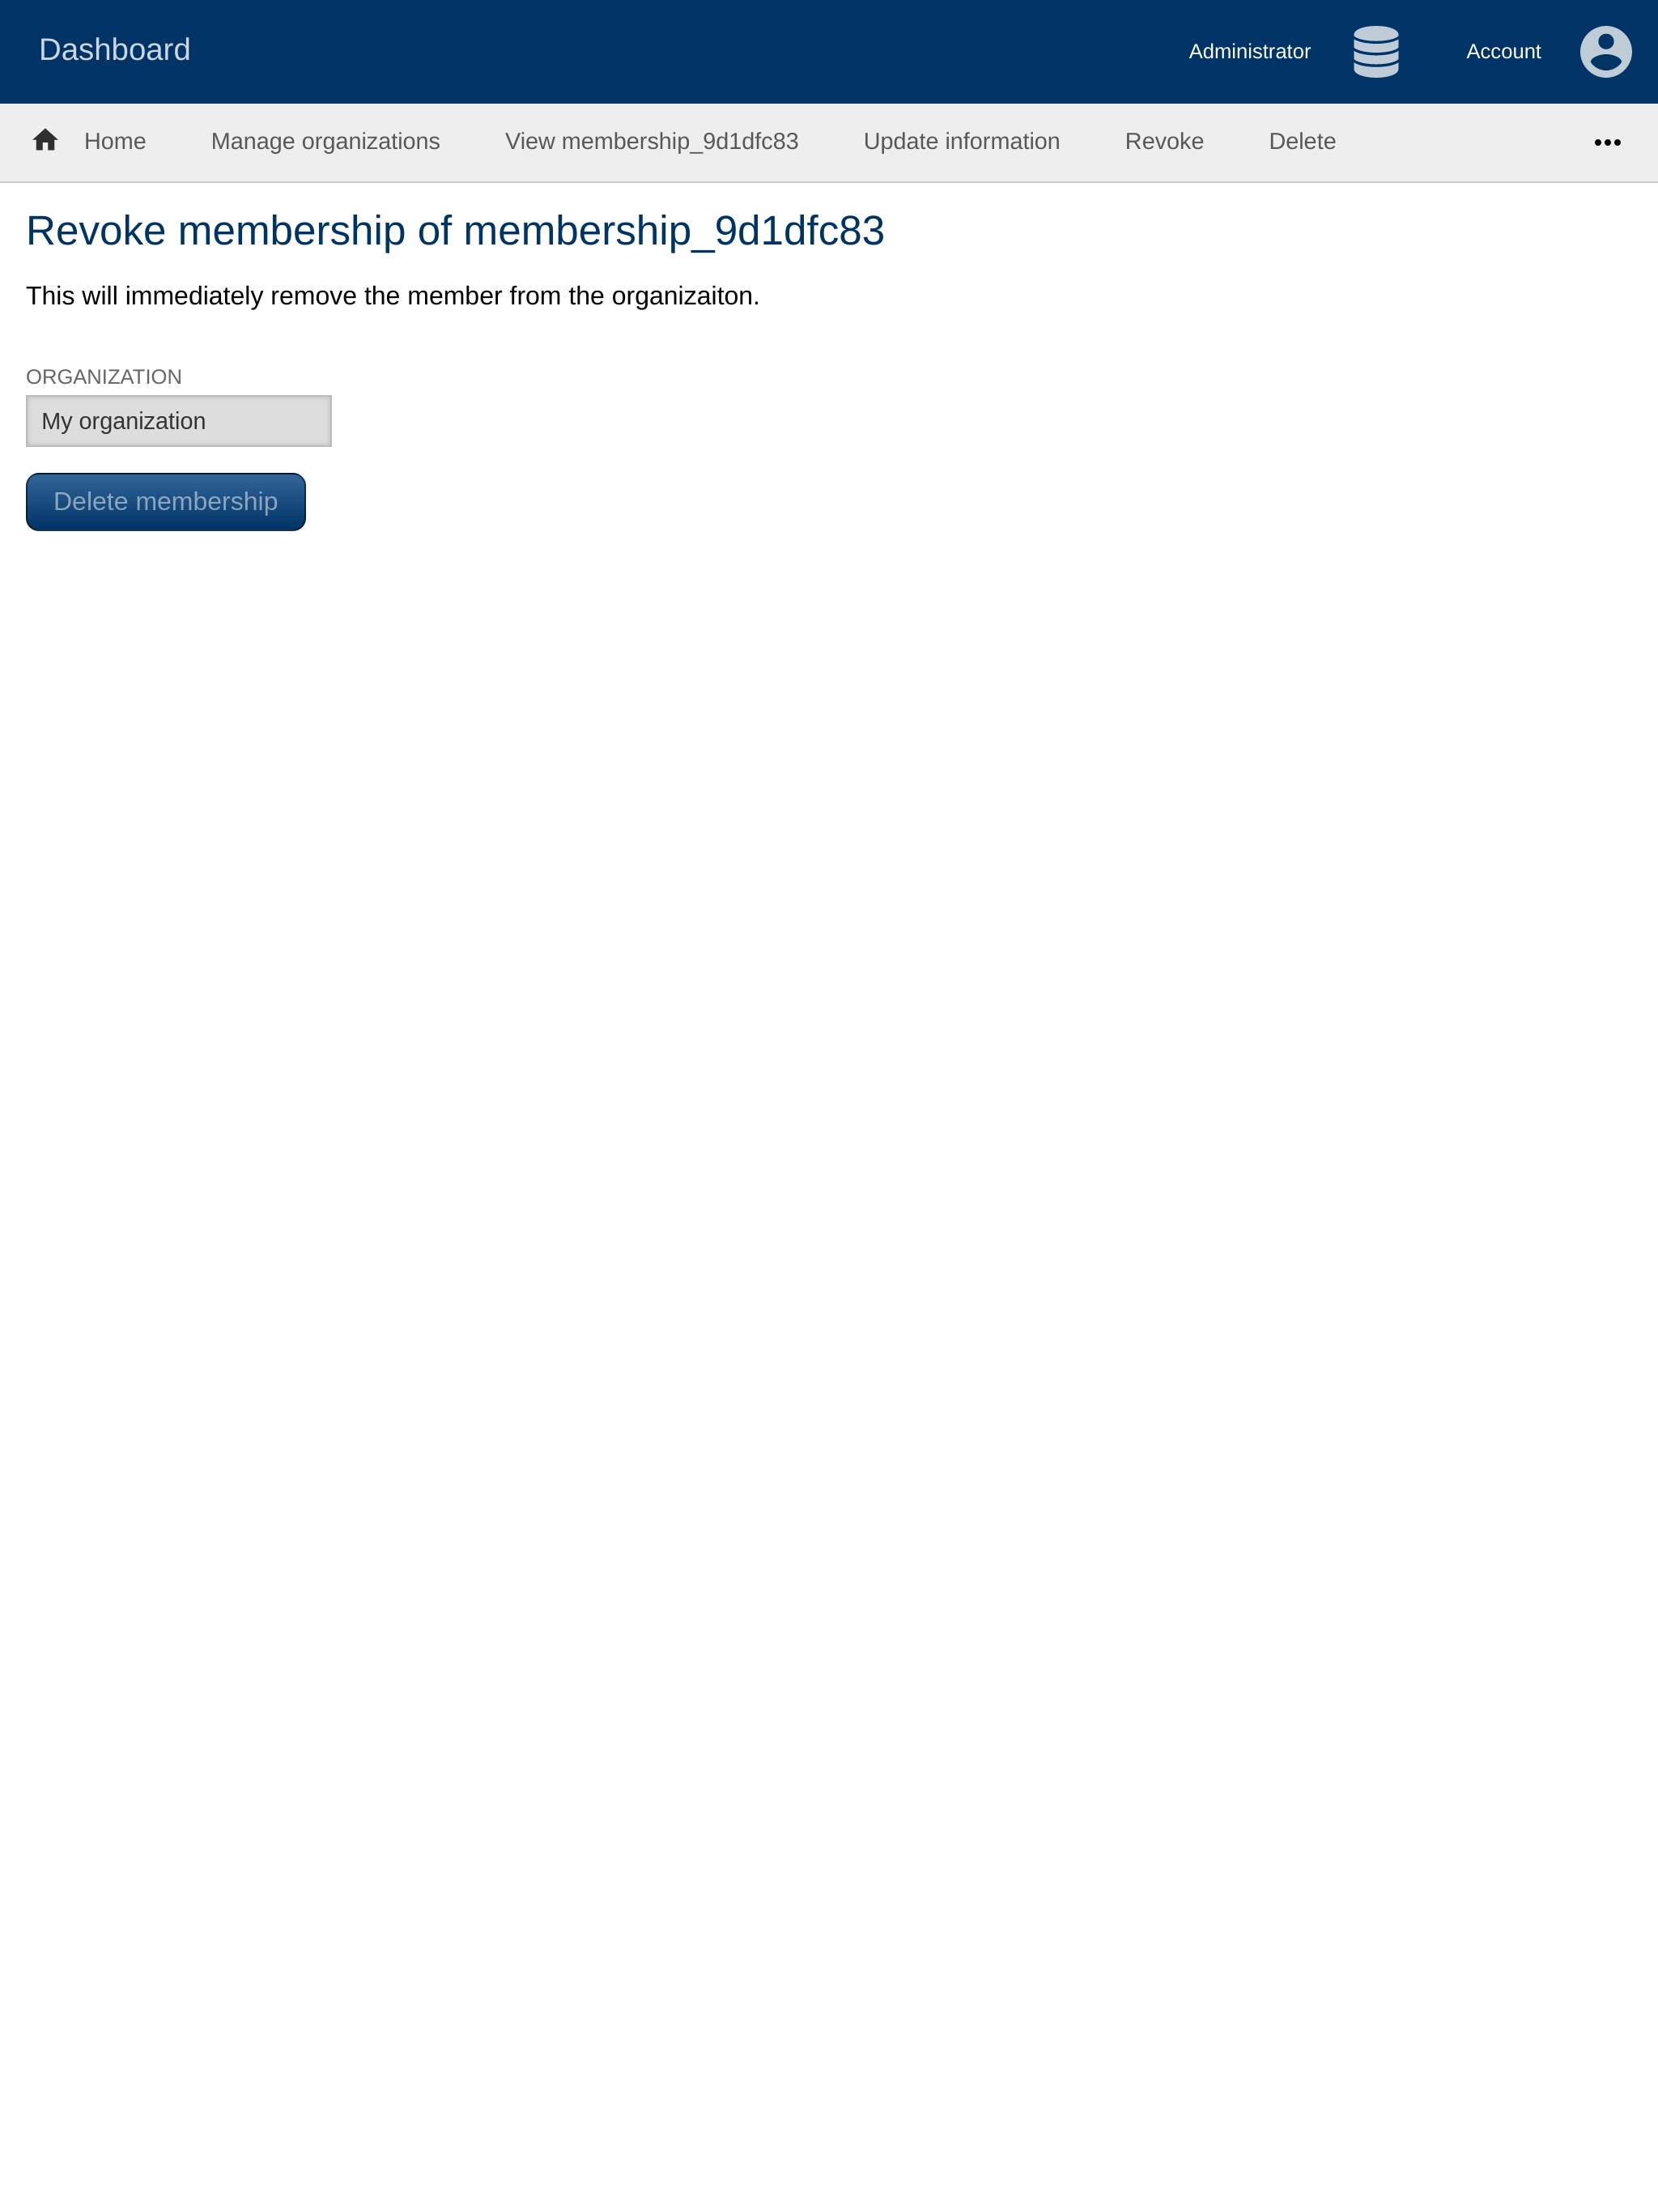 Dashboard
Administrator
Account
Home
Manage organizations
View membership_9d1dfc83
Update information
Revoke
Delete
Revoke membership of membership_9d1dfc83
This will immediately remove the member from the organizaiton.
ORGANIZATION
My organization
Delete membership